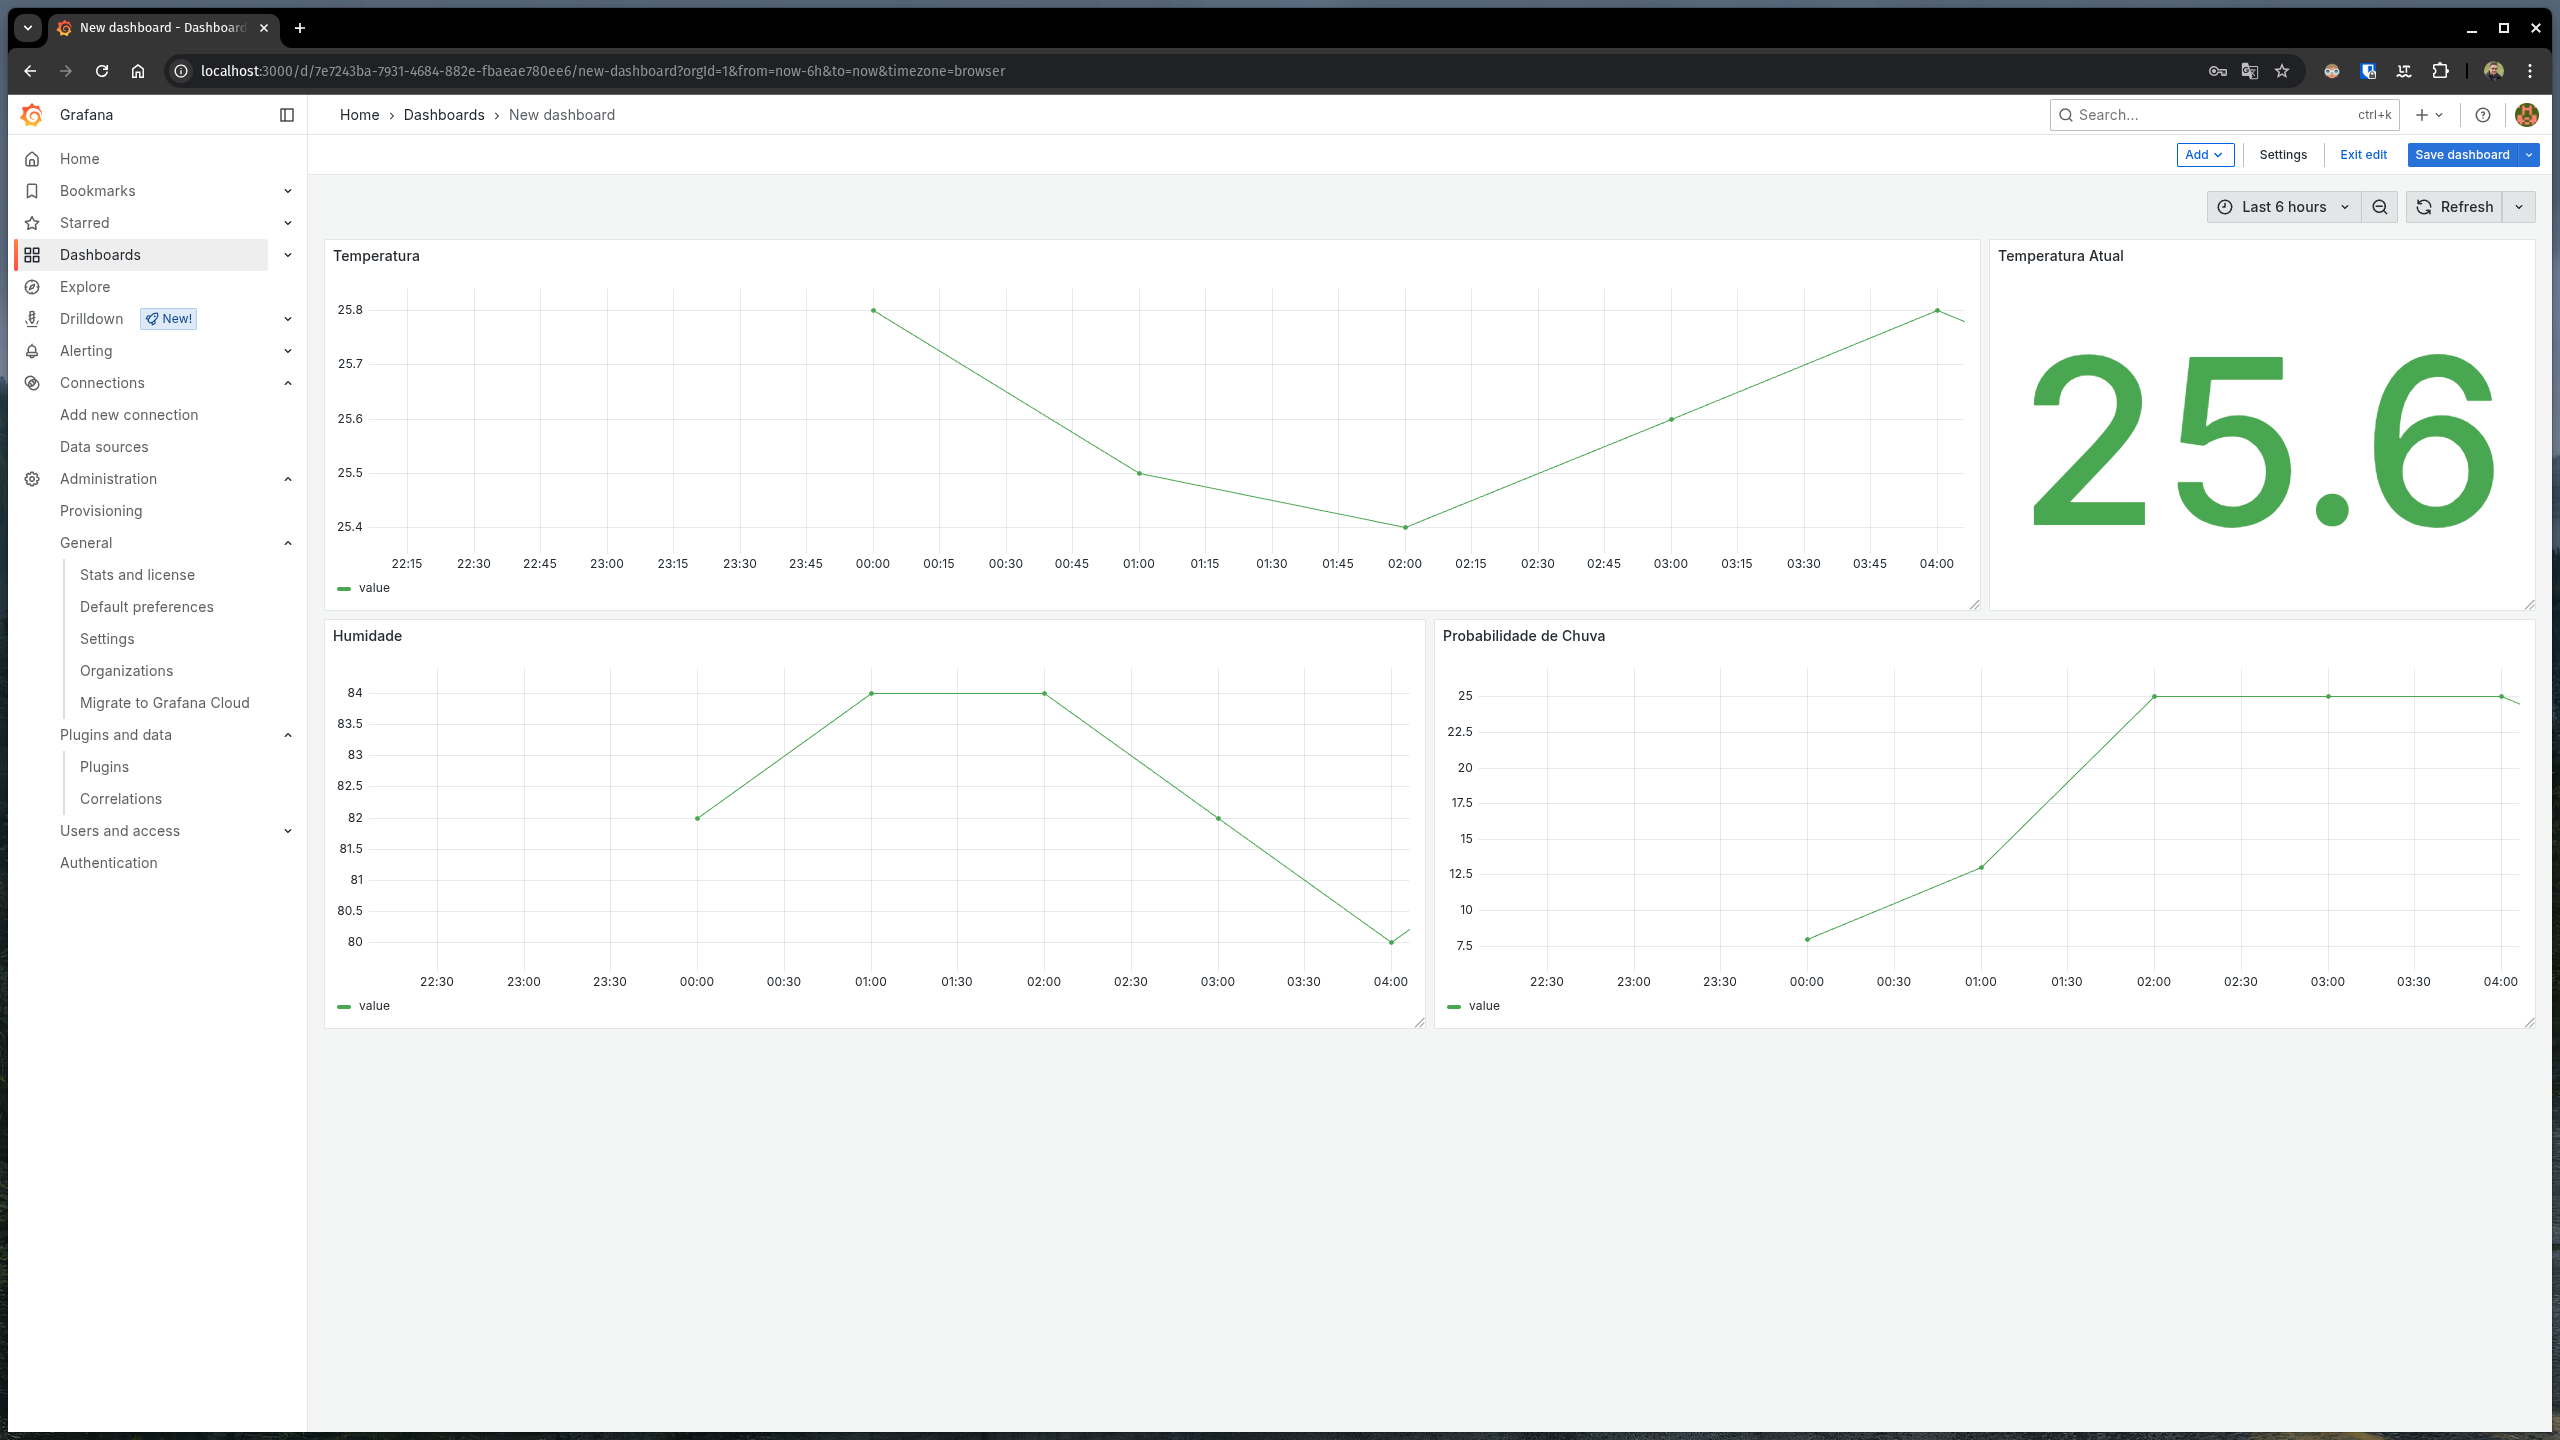 New dashboard - Dashboard
localhost:3000/d/7e7243ba-7931-4684-882e-fbaeae780ee6/new-dashboard?orgId=1&from=now-6h&to=now&timezone=browser
Grafana
Home › Dashboards › New dashboard
Search... ctrl+k
Add Settings Exit edit Save dashboard
Last 6 hours Refresh
Home
Bookmarks
Starred
Dashboards
Explore
Drilldown New!
Alerting
Connections
Add new connection
Data sources
Administration
Provisioning
General
Stats and license
Default preferences
Settings
Organizations
Migrate to Grafana Cloud
Plugins and data
Plugins
Correlations
Users and access
Authentication
Temperatura
25.8
25.7
25.6
25.5
25.4
22:15 22:30 22:45 23:00 23:15 23:30 23:45 00:00 00:15 00:30 00:45 01:00 01:15 01:30 01:45 02:00 02:15 02:30 02:45 03:00 03:15 03:30 03:45 04:00
value
Temperatura Atual
25.6
Humidade
84
83.5
83
82.5
82
81.5
81
80.5
80
22:30 23:00 23:30 00:00 00:30 01:00 01:30 02:00 02:30 03:00 03:30 04:00
value
Probabilidade de Chuva
25
22.5
20
17.5
15
12.5
10
7.5
22:30 23:00 23:30 00:00 00:30 01:00 01:30 02:00 02:30 03:00 03:30 04:00
value